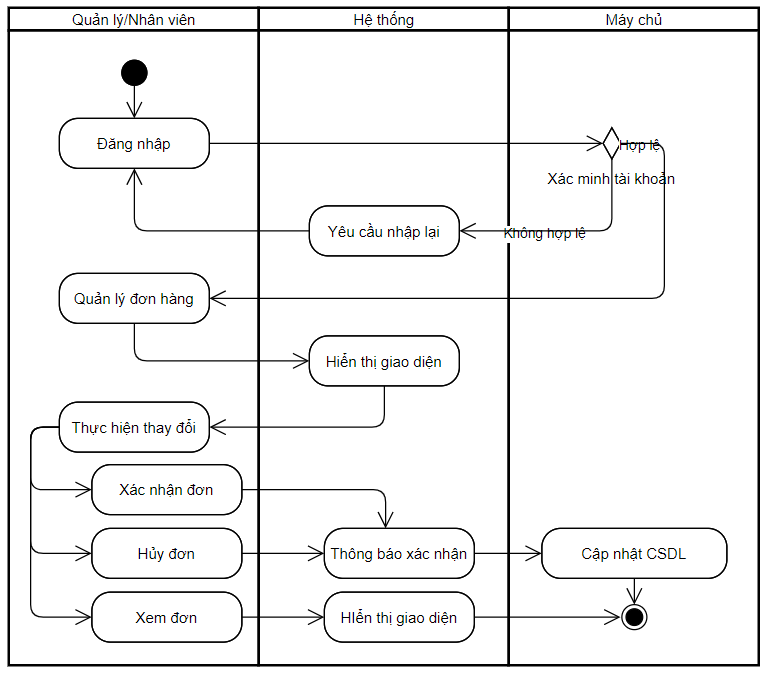 Quản lý/Nhân viên
Hệ thống
Máy chủ
Đăng nhập
Hợp lệ
Xác minh tài khoản
Yêu cầu nhập lại
Không hợp lệ
Quản lý đơn hàng
Hiển thị giao diện
Thực hiện thay đổi
Xác nhận đơn
Hủy đơn
Thông báo xác nhận
Cập nhật CSDL
Xem đơn
HIển thị giao diện